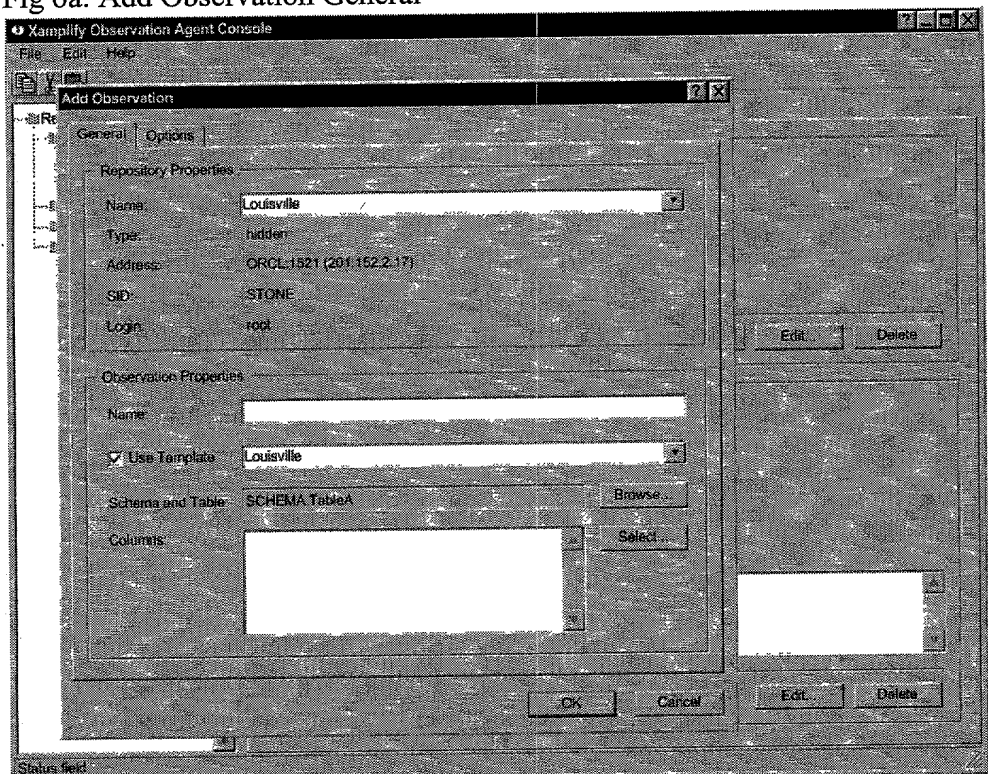 Fig 6a: Add Observation General
Xamplify Observation Agent Console
File Edit Help
Add Observation
Re
General Options
Repository Properties
Name: Louisville
Type: hidden
Address: ORCL:1521 (201.152.2.17)
SID: STONE
Login: root
Edit... Delete
Observation Properties
Name:
Use Template Louisville
Schema and Table: SCHEMA.TableA Browse...
Columns: Select...
OK Cancel
Edit... Delete
Status field